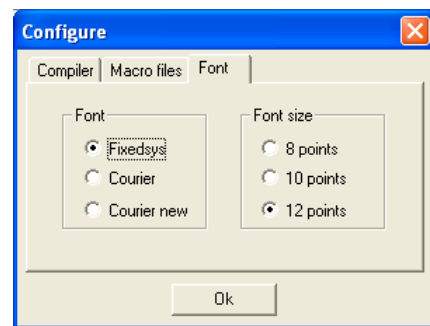 Configure
Compiler Macro files Font
Font Font size
Fixedsys 8 points
Courier 10 points
Courier new 12 points
Ok